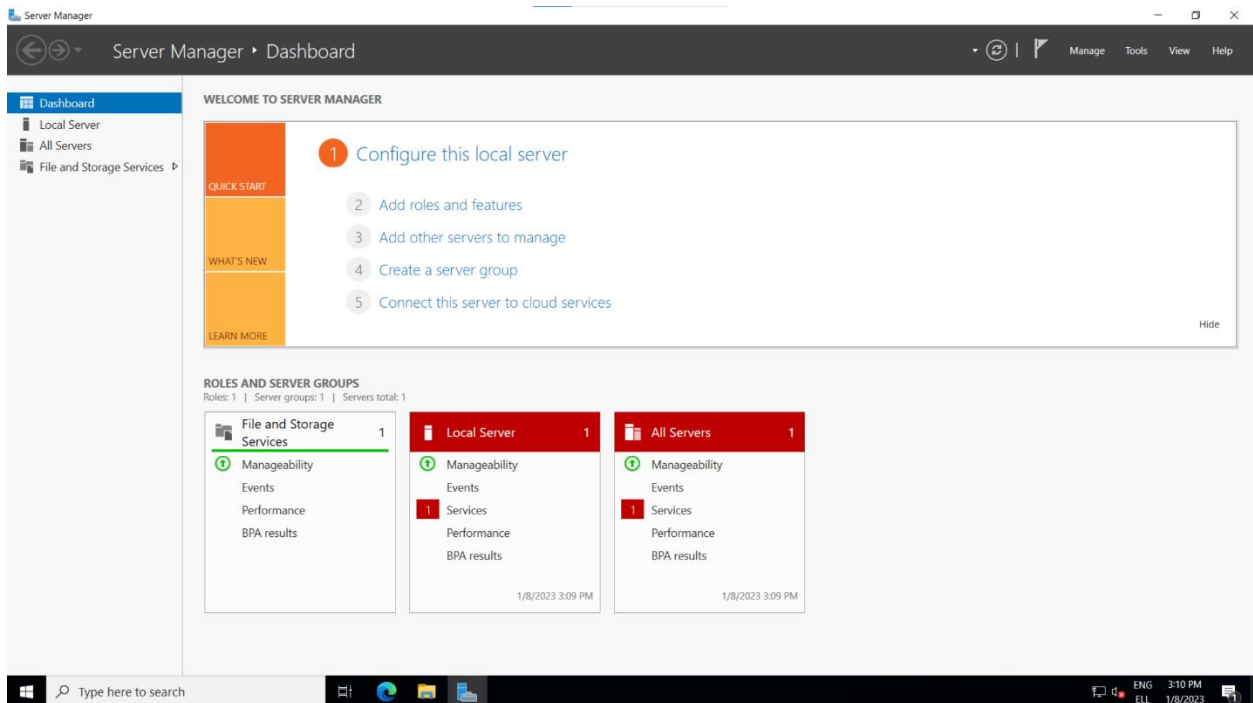 Server Manager
Server Manager • Dashboard
Manage Tools View Help
Dashboard
Local Server
All Servers
File and Storage Services
WELCOME TO SERVER MANAGER
QUICK START
WHAT'S NEW
LEARN MORE
1 Configure this local server
2 Add roles and features
3 Add other servers to manage
4 Create a server group
5 Connect this server to cloud services
Hide
ROLES AND SERVER GROUPS
Roles: 1 | Server groups: 1 | Servers total: 1
File and Storage
Services 1
Manageability
Events
Performance
BPA results
Local Server 1
Manageability
Events
1 Services
Performance
BPA results
1/8/2023 3:09 PM
All Servers 1
Manageability
Events
1 Services
Performance
BPA results
1/8/2023 3:09 PM
Type here to search
ENG
ELL
3:10 PM
1/8/2023
1